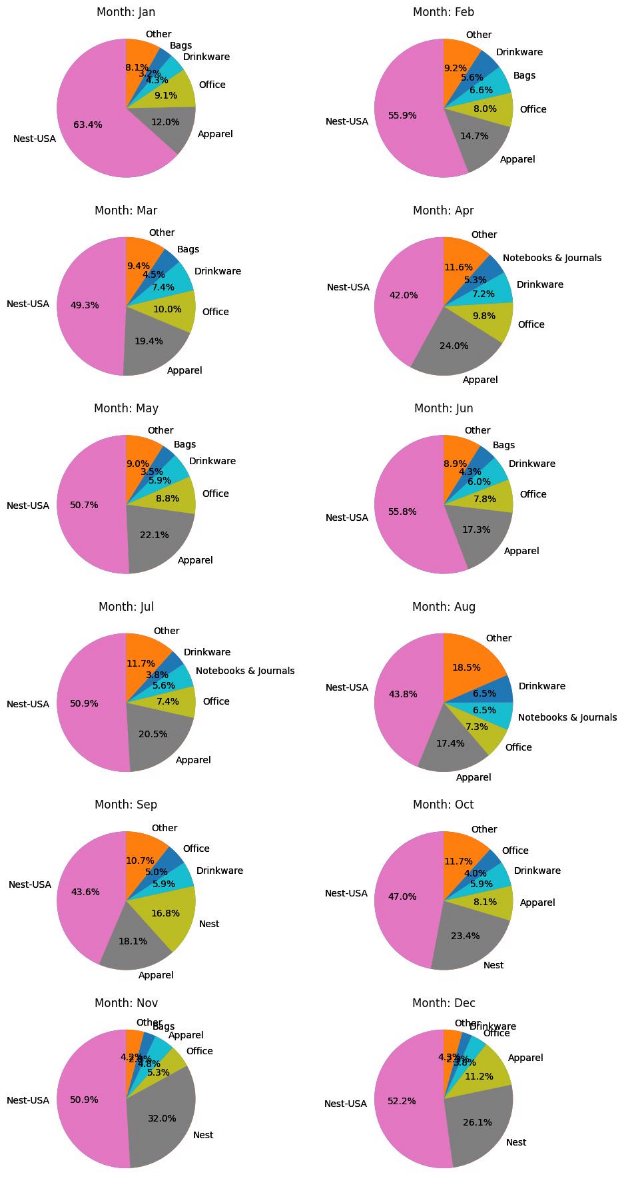 Month: Jan
Other
Bags
Drinkware
Office
Apparel
Nest-USA
8.1%
3.2%
4.3%
9.1%
12.0%
63.4%
Month: Feb
Other
Drinkware
Bags
Office
Apparel
Nest-USA
9.2%
5.6%
6.6%
8.0%
14.7%
55.9%
Month: Mar
Other
Bags
Drinkware
Office
Apparel
Nest-USA
9.4%
4.5%
7.4%
10.0%
19.4%
49.3%
Month: Apr
Other
Notebooks & Journals
Drinkware
Office
Apparel
Nest-USA
11.6%
5.3%
7.2%
9.8%
24.0%
42.0%
Month: May
Other
Bags
Drinkware
Office
Apparel
Nest-USA
9.0%
3.5%
5.9%
8.8%
22.1%
50.7%
Month: Jun
Other
Bags
Drinkware
Office
Apparel
Nest-USA
8.9%
4.3%
6.0%
7.8%
17.3%
55.8%
Month: Jul
Other
Drinkware
Notebooks & Journals
Office
Apparel
Nest-USA
11.7%
3.8%
5.6%
7.4%
20.5%
50.9%
Month: Aug
Other
Drinkware
Notebooks & Journals
Office
Apparel
Nest-USA
18.5%
6.5%
6.5%
7.3%
17.4%
43.8%
Month: Sep
Other
Office
Drinkware
Nest
Apparel
Nest-USA
10.7%
5.0%
5.9%
16.8%
18.1%
43.6%
Month: Oct
Other
Office
Drinkware
Apparel
Nest
Nest-USA
11.7%
4.0%
5.9%
8.1%
23.4%
47.0%
Month: Nov
Other
Bags
Apparel
Office
Nest
Nest-USA
4.8%
5.3%
32.0%
50.9%
Month: Dec
Other
Drinkware
Office
Apparel
Nest
Nest-USA
4.3%
3.8%
11.2%
26.1%
52.2%